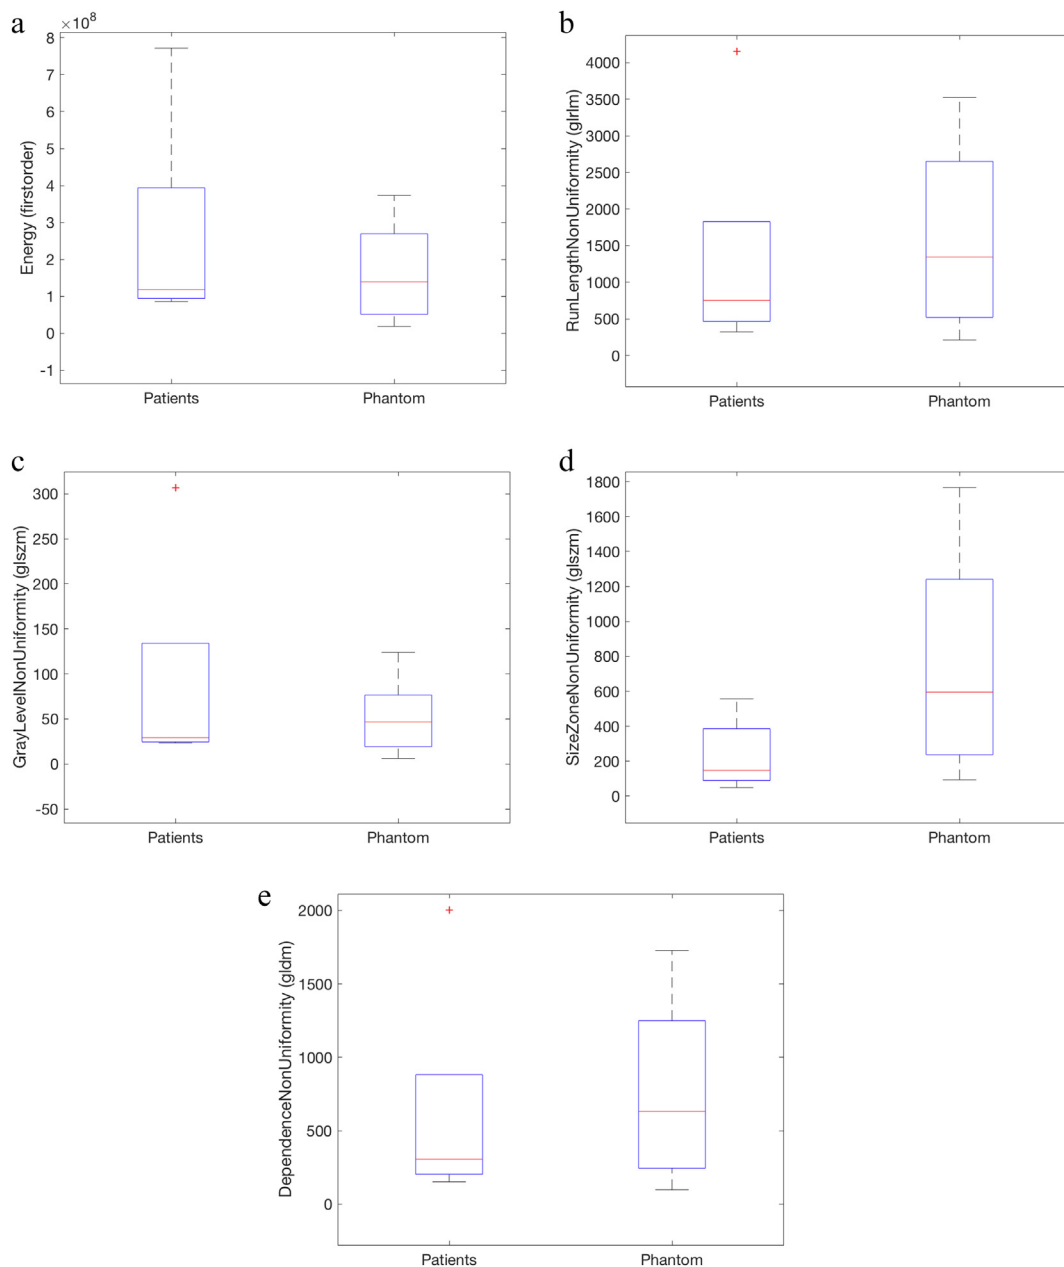 a
×10⁸
8
7
6
5
4
3
2
1
0
-1
Energy (firstorder)
Patients Phantom
b
4000
3500
3000
2500
2000
1500
1000
500
0
RunLengthNonUniformity (glrlm)
Patients Phantom
c
300
250
200
150
100
50
0
-50
GrayLevelNonUniformity (glszm)
Patients Phantom
d
1800
1600
1400
1200
1000
800
600
400
200
0
SizeZoneNonUniformity (glszm)
Patients Phantom
e
2000
1500
1000
500
0
DependenceNonUniformity (gldm)
Patients Phantom